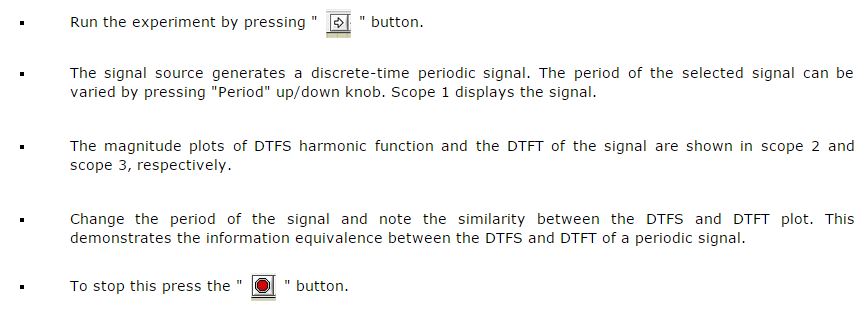 Run the experiment by pressing " " button.
The signal source generates a discrete-time periodic signal. The period of the selected signal can be
varied by pressing "Period" up/down knob. Scope 1 displays the signal.
The magnitude plots of DTFS harmonic function and the DTFT of the signal are shown in scope 2 and
scope 3, respectively.
Change the period of the signal and note the similarity between the DTFS and DTFT plot. This
demonstrates the information equivalence between the DTFS and DTFT of a periodic signal.
To stop this press the " " button.